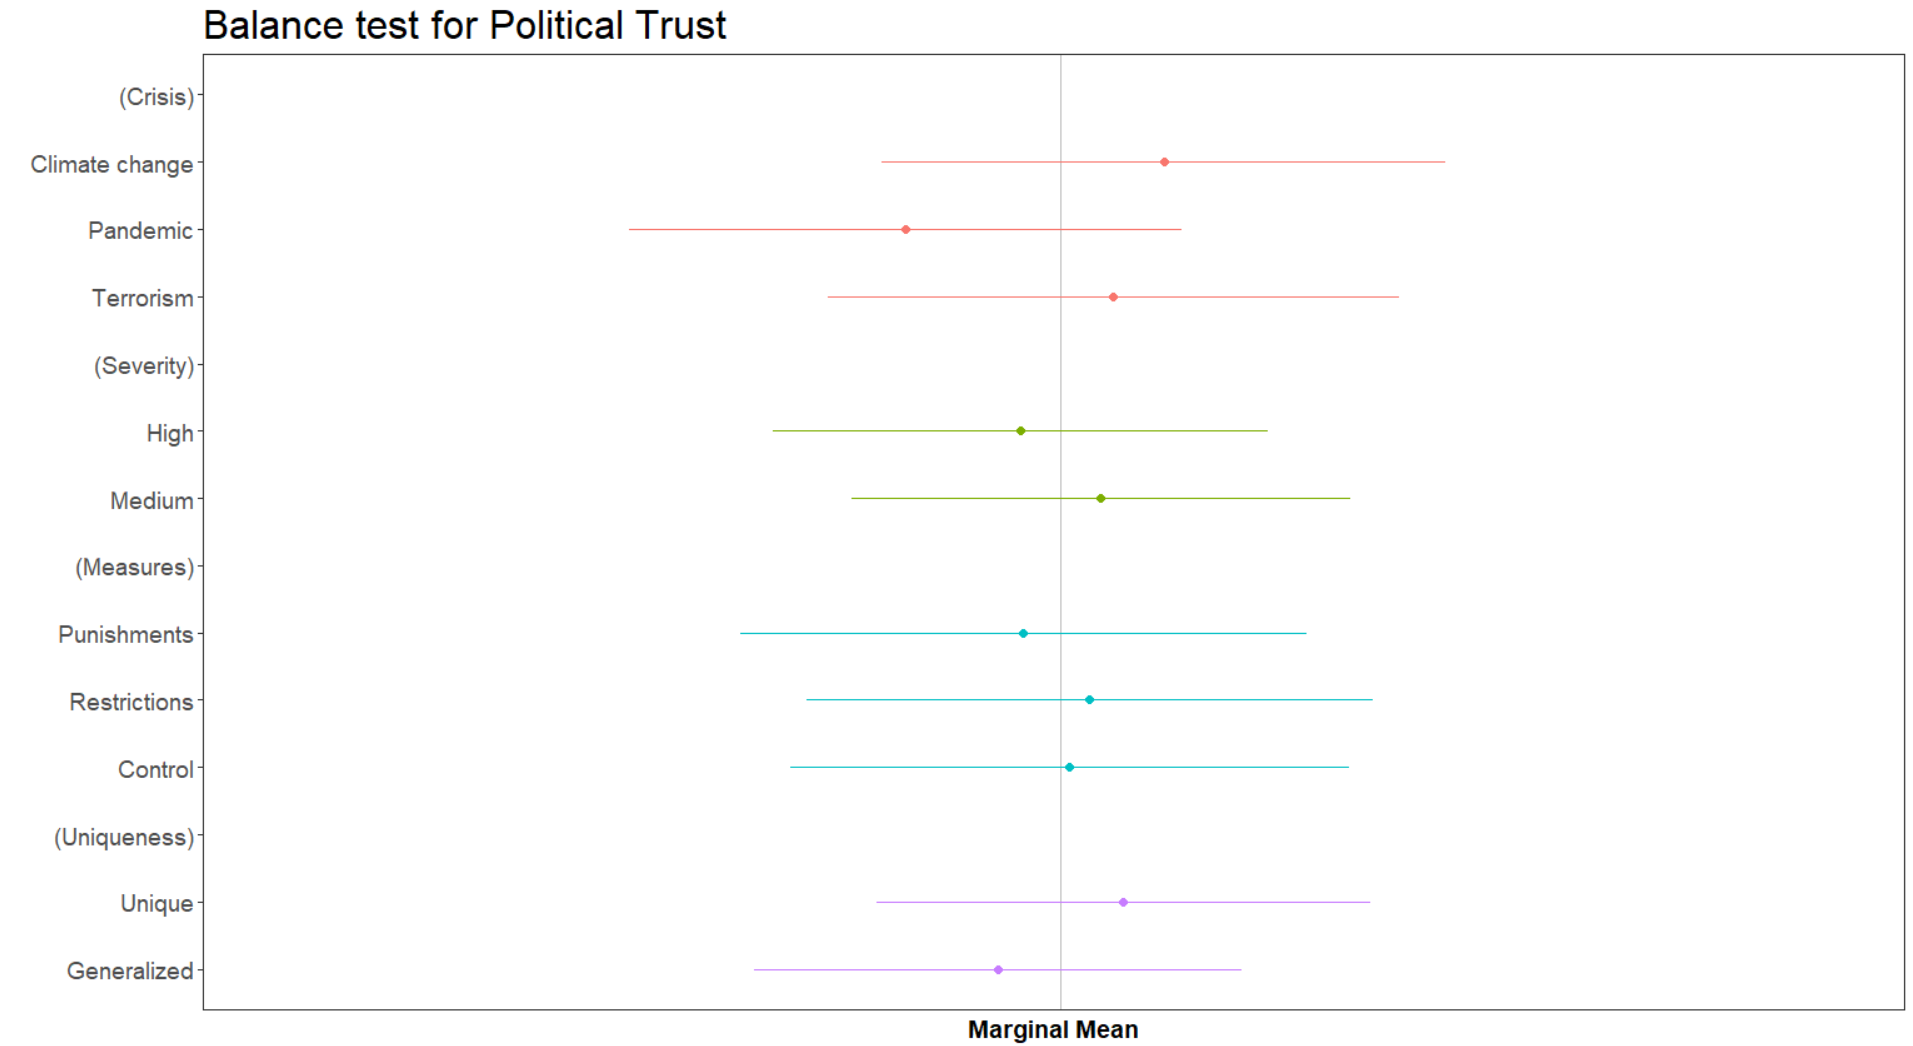 Balance test for Political Trust
(Crisis)
Climate change
Pandemic
Terrorism
(Severity)
High
Medium
(Measures)
Punishments
Restrictions
Control
(Uniqueness)
Unique
Generalized
Marginal Mean